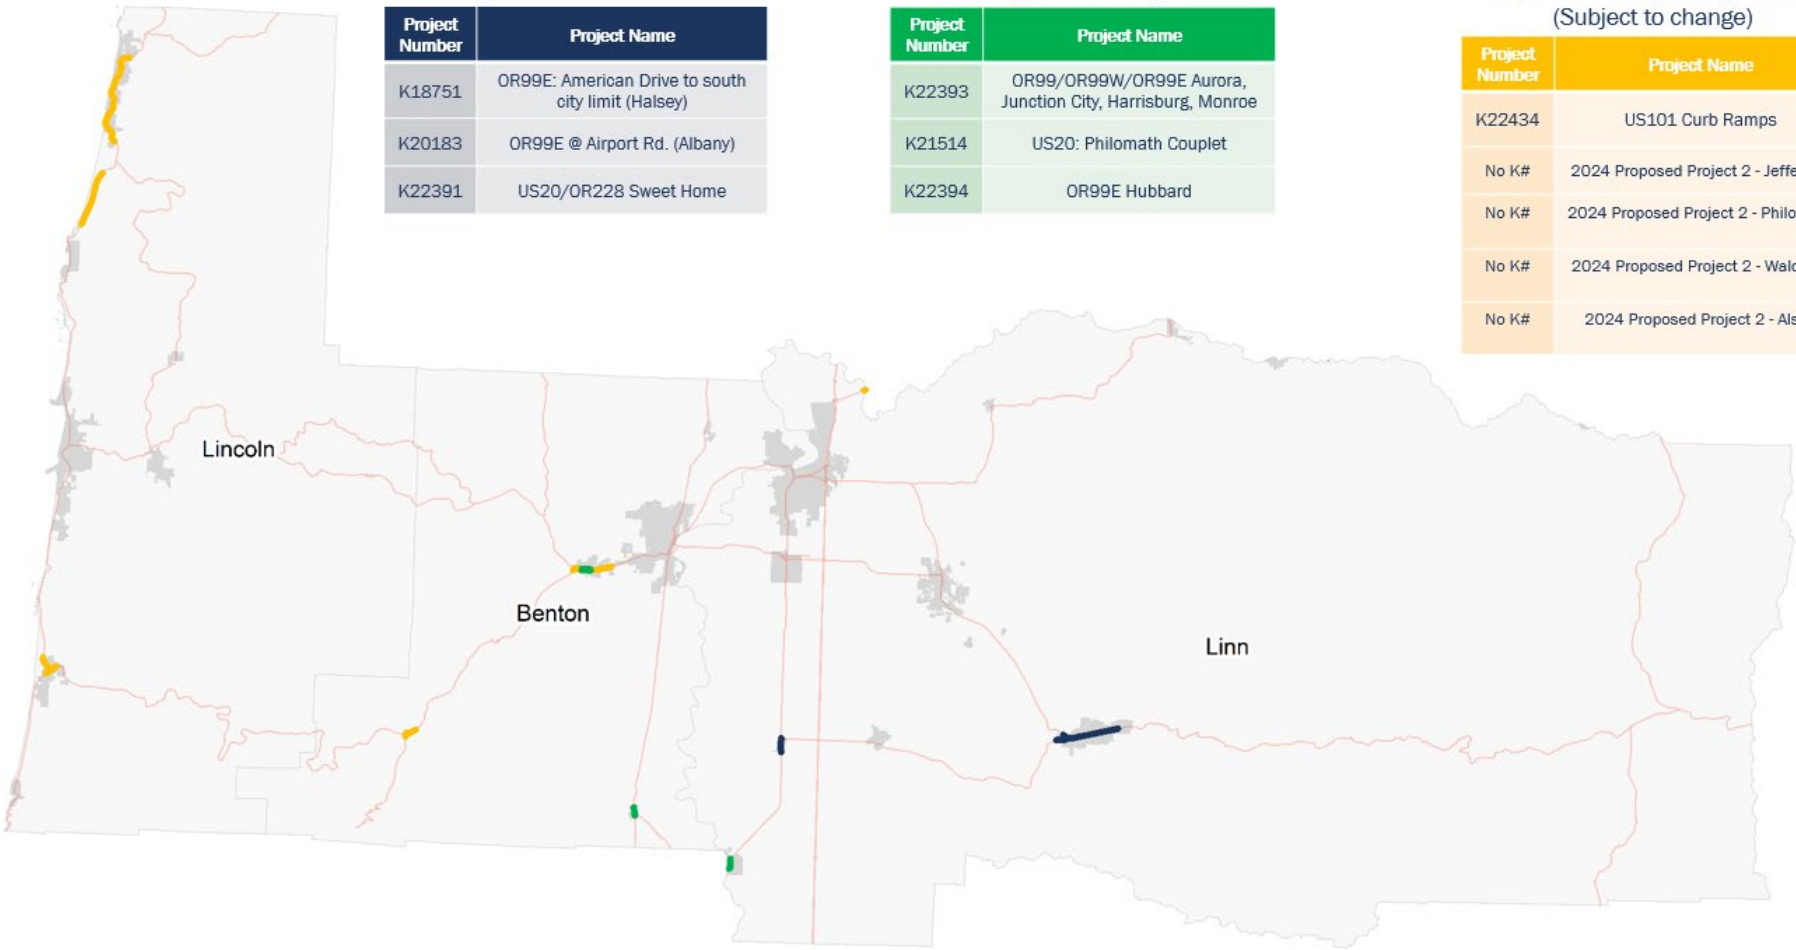 (Subject to change)
Project
Number
Project Name
K18751
OR99E: American Drive to south
city limit (Halsey)
K20183
OR99E @ Airport Rd. (Albany)
K22391
US20/OR228 Sweet Home
Project
Number
Project Name
K22393
OR99/OR99W/OR99E Aurora,
Junction City, Harrisburg, Monroe
K21514
US20: Philomath Couplet
K22394
OR99E Hubbard
Project
Number
Project Name
K22434
US101 Curb Ramps
No K#
2024 Proposed Project 2 - Jeffe
No K#
2024 Proposed Project 2 - Philo
No K#
2024 Proposed Project 2 - Wald
No K#
2024 Proposed Project 2 - Als
Lincoln
Benton
Linn